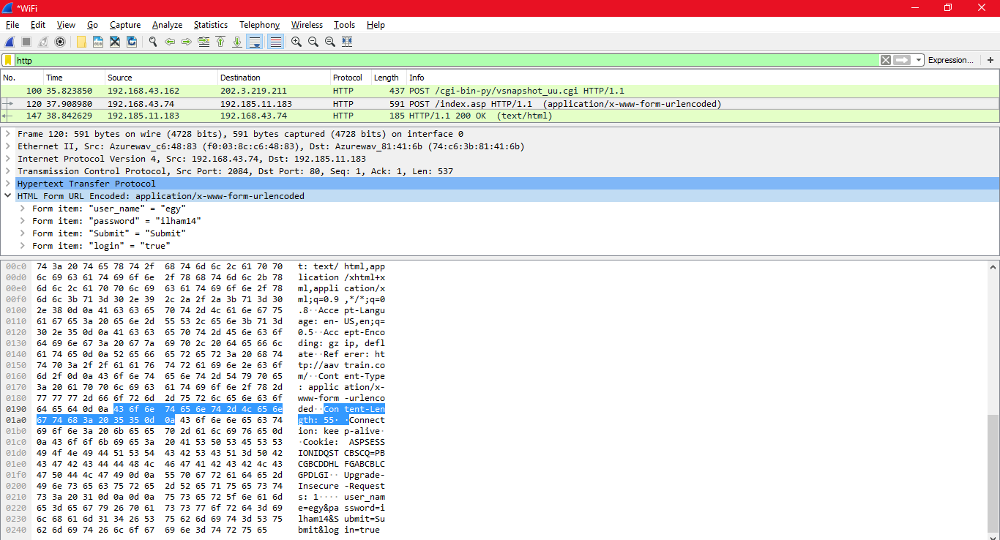 *WiFi
File Edit View Go Capture Analyze Statistics Telephony Wireless Tools Help
http Expression... +
No. Time Source Destination Protocol Length Info
100 35.823850 192.168.43.162 202.3.219.211 HTTP 437 POST /cgi-bin-py/vsnapshot_uu.cgi HTTP/1.1
120 37.908980 192.168.43.74 192.185.11.183 HTTP 591 POST /index.asp HTTP/1.1 (application/x-www-form-urlencoded)
147 38.842629 192.185.11.183 192.168.43.74 HTTP 185 HTTP/1.1 200 OK (text/html)
Frame 120: 591 bytes on wire (4728 bits), 591 bytes captured (4728 bits) on interface 0
Ethernet II, Src: Azurewav_c6:48:83 (f0:03:8c:c6:48:83), Dst: Azurewav_81:41:6b (74:c6:3b:81:41:6b)
Internet Protocol Version 4, Src: 192.168.43.74, Dst: 192.185.11.183
Transmission Control Protocol, Src Port: 2084, Dst Port: 80, Seq: 1, Ack: 1, Len: 537
Hypertext Transfer Protocol
HTML Form URL Encoded: application/x-www-form-urlencoded
Form item: "user_name" = "egy"
Form item: "password" = "ilham14"
Form item: "Submit" = "Submit"
Form item: "login" = "true"
00c0 74 3a 20 74 65 78 74 2f 68 74 6d 6c 2c 61 70 70 t: text/ html,app
00d0 6c 69 63 61 74 69 6f 6e 2f 78 68 74 6d 6c 2b 78 lication /xhtml+x
00e0 6d 6c 2c 61 70 70 6c 69 63 61 74 69 6f 6e 2f 78 ml,appli cation/x
00f0 6d 6c 3b 71 3d 30 2e 39 2c 2a 2f 2a 3b 71 3d 30 ml;q=0.9 ,*/*;q=0
0100 2e 38 0d 0a 41 63 63 65 70 74 2d 4c 61 6e 67 75 .8··Acce pt-Langu
0110 61 67 65 3a 20 65 6e 2d 55 53 2c 65 6e 3b 71 3d age: en- US,en;q=
0120 30 2e 35 0d 0a 41 63 63 65 70 74 2d 45 6e 63 6f 0.5··Acc ept-Enco
0130 64 69 6e 67 3a 20 67 7a 69 70 2c 20 64 65 66 6c ding: gz ip, defl
0140 61 74 65 0d 0a 52 65 66 65 72 65 72 3a 20 68 74 ate··Ref erer: ht
0150 74 70 3a 2f 2f 61 61 76 74 72 61 69 6e 2e 63 6f tp://aav train.co
0160 6d 2f 0d 0a 43 6f 6e 74 65 6e 74 2d 54 79 70 65 m/··Cont ent-Type
0170 3a 20 61 70 70 6c 69 63 61 74 69 6f 6e 2f 78 2d : applic ation/x-
0180 77 77 77 2d 66 6f 72 6d 2d 75 72 6c 65 6e 63 6f www-form -urlenco
0190 64 65 64 0d 0a 43 6f 6e 74 65 6e 74 2d 4c 65 6e ded··Con tent-Len
01a0 67 74 68 3a 20 35 35 0d 0a 43 6f 6e 6e 65 63 74 gth: 55· ·Connect
01b0 69 6f 6e 3a 20 6b 65 65 70 2d 61 6c 69 76 65 0d ion: kee p-alive·
01c0 0a 43 6f 6f 6b 69 65 3a 20 41 53 50 53 45 53 53 ·Cookie: ASPSESS
01d0 49 4f 4e 49 44 51 53 54 43 42 53 43 51 3d 50 42 IONIDQST CBSCQ=PB
01e0 43 47 42 43 44 44 48 4c 46 47 41 42 43 42 4c 43 CGBCDDHL FGABCBLC
01f0 47 50 44 4c 47 49 0d 0a 55 70 67 72 61 64 65 2d GPDLGI·· Upgrade-
0200 49 6e 73 65 63 75 72 65 2d 52 65 71 75 65 73 74 Insecure -Request
0210 73 3a 20 31 0d 0a 0d 0a 75 73 65 72 5f 6e 61 6d s: 1···· user_nam
0220 65 3d 65 67 79 26 70 61 73 73 77 6f 72 64 3d 69 e=egy&pa ssword=i
0230 6c 68 61 6d 31 34 26 53 75 62 6d 69 74 3d 53 75 lham14&S ubmit=Su
0240 62 6d 69 74 26 6c 6f 67 69 6e 3d 74 72 75 65 bmit&log in=true